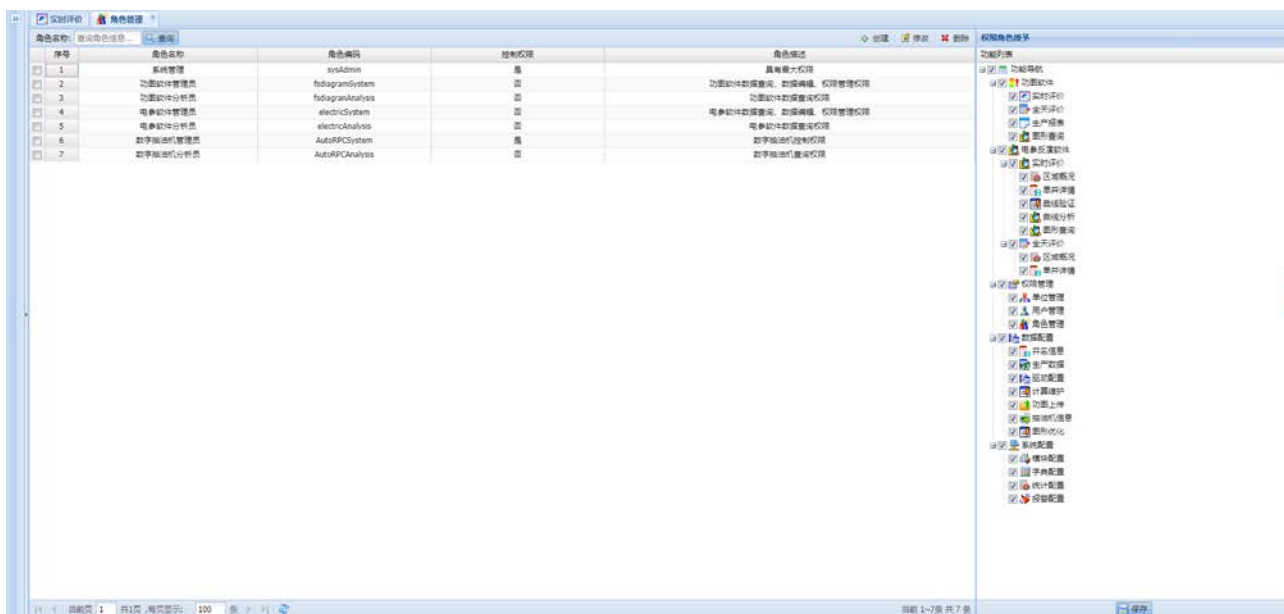 实时评价 角色管理
角色名称: 查询角色信息... 查询 创建 修改 删除 权限角色授予
序号 角色名称 角色编码 控制权限 角色描述 功能列表
1 系统管理 sysAdmin 是 具有最大权限
2 功图软件管理员 fsdiagramSystem 否 功图软件数据查询、数据编辑、权限管理权限
3 功图软件分析员 fsdiagramAnalysis 否 功图软件数据查询权限
4 电参软件管理员 electricSystem 否 电参软件数据查询、数据编辑、权限管理权限
5 电参软件分析员 electricAnalysis 否 电参软件数据查询权限
6 数字抽油机管理员 AutoRPCSystem 是 数字抽油机控制权限
7 数字抽油机分析员 AutoRPCAnalysis 否 数字抽油机查询权限
功能导航
功图软件
实时评价
全天评价
生产报表
图形查询
电参反演软件
实时评价
区域概况
单井详情
曲线验证
曲线分析
图形查询
全天评价
区域概况
单井详情
权限管理
单位管理
用户管理
角色管理
数据配置
井名信息
生产数据
驱动配置
计算维护
功图上传
抽油机信息
图形优化
系统配置
模块配置
字典配置
统计配置
报警配置
当前页 1 共1页 ,每页显示: 100 条 当前 1~7条 共 7 条 保存